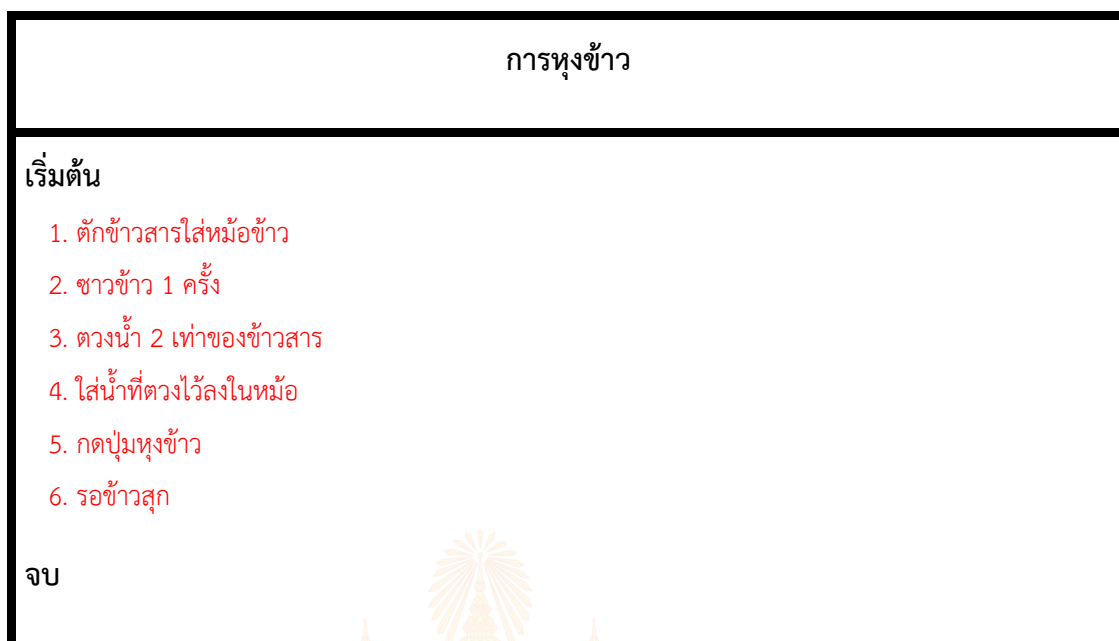 การหุงข้าว
เริ่มต้น
1. ตักข้าวสารใส่หม้อข้าว
2. ซาวข้าว 1 ครั้ง
3. ตวงน้ำ 2 เท่าของข้าวสาร
4. ใส่น้ำที่ตวงไว้ลงในหม้อ
5. กดปุ่มหุงข้าว
6. รอข้าวสุก
จบ